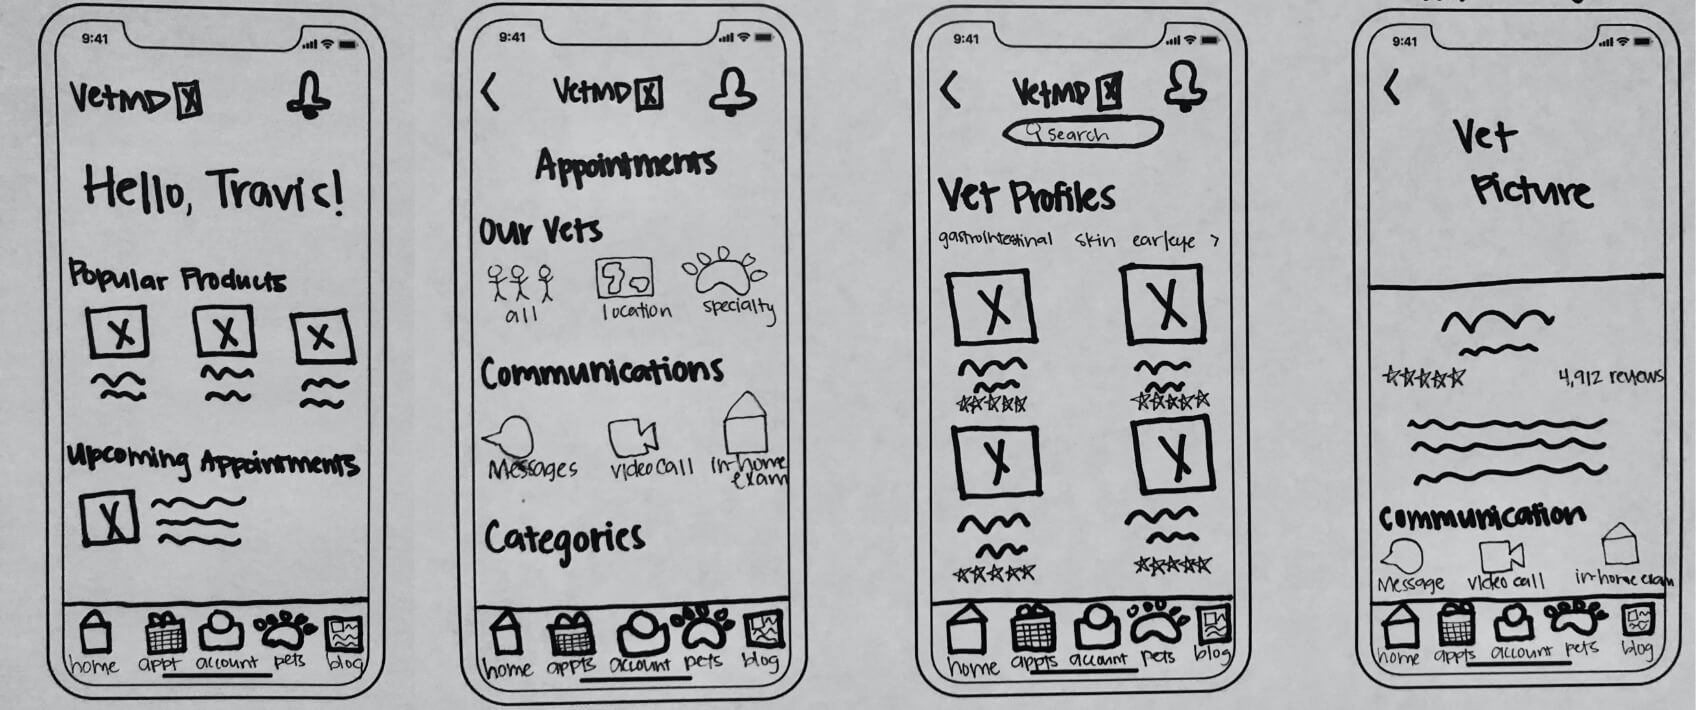 9:41
VetMD X
Hello, Travis!
Popular Products
X X X
Upcoming Appointments
X
home appt account pets blog
9:41
VetMD X
Appointments
Our Vets
all location specialty
Communications
Messages video call in-home exam
Categories
home appts account pets blog
9:41
VetMD X
search
Vet Profiles
gastrointestinal skin ear/eye >
X X
X X
home appts account pets blog
9:41
Vet
Picture
4,912 reviews
Communication
Message video call in-home exam
home appts account pets blog